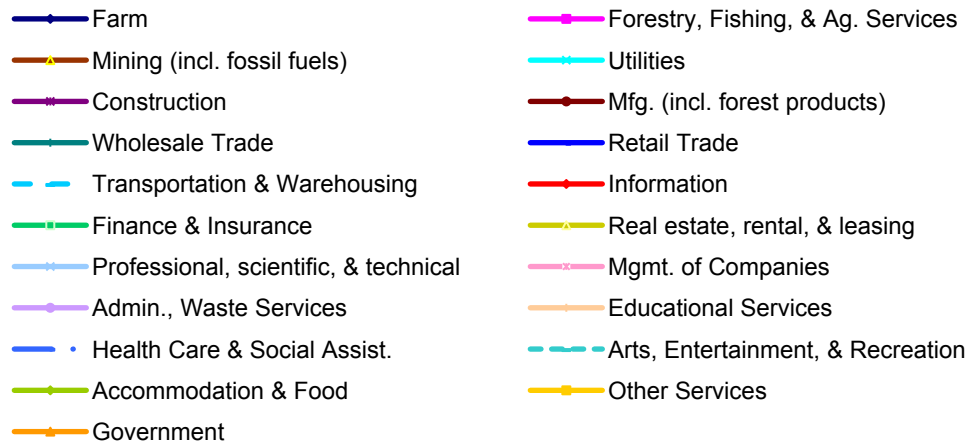 Farm
Forestry, Fishing, & Ag. Services
Mining (incl. fossil fuels)
Utilities
Construction
Mfg. (incl. forest products)
Wholesale Trade
Retail Trade
Transportation & Warehousing
Information
Finance & Insurance
Real estate, rental, & leasing
Professional, scientific, & technical
Mgmt. of Companies
Admin., Waste Services
Educational Services
Health Care & Social Assist.
Arts, Entertainment, & Recreation
Accommodation & Food
Other Services
Government